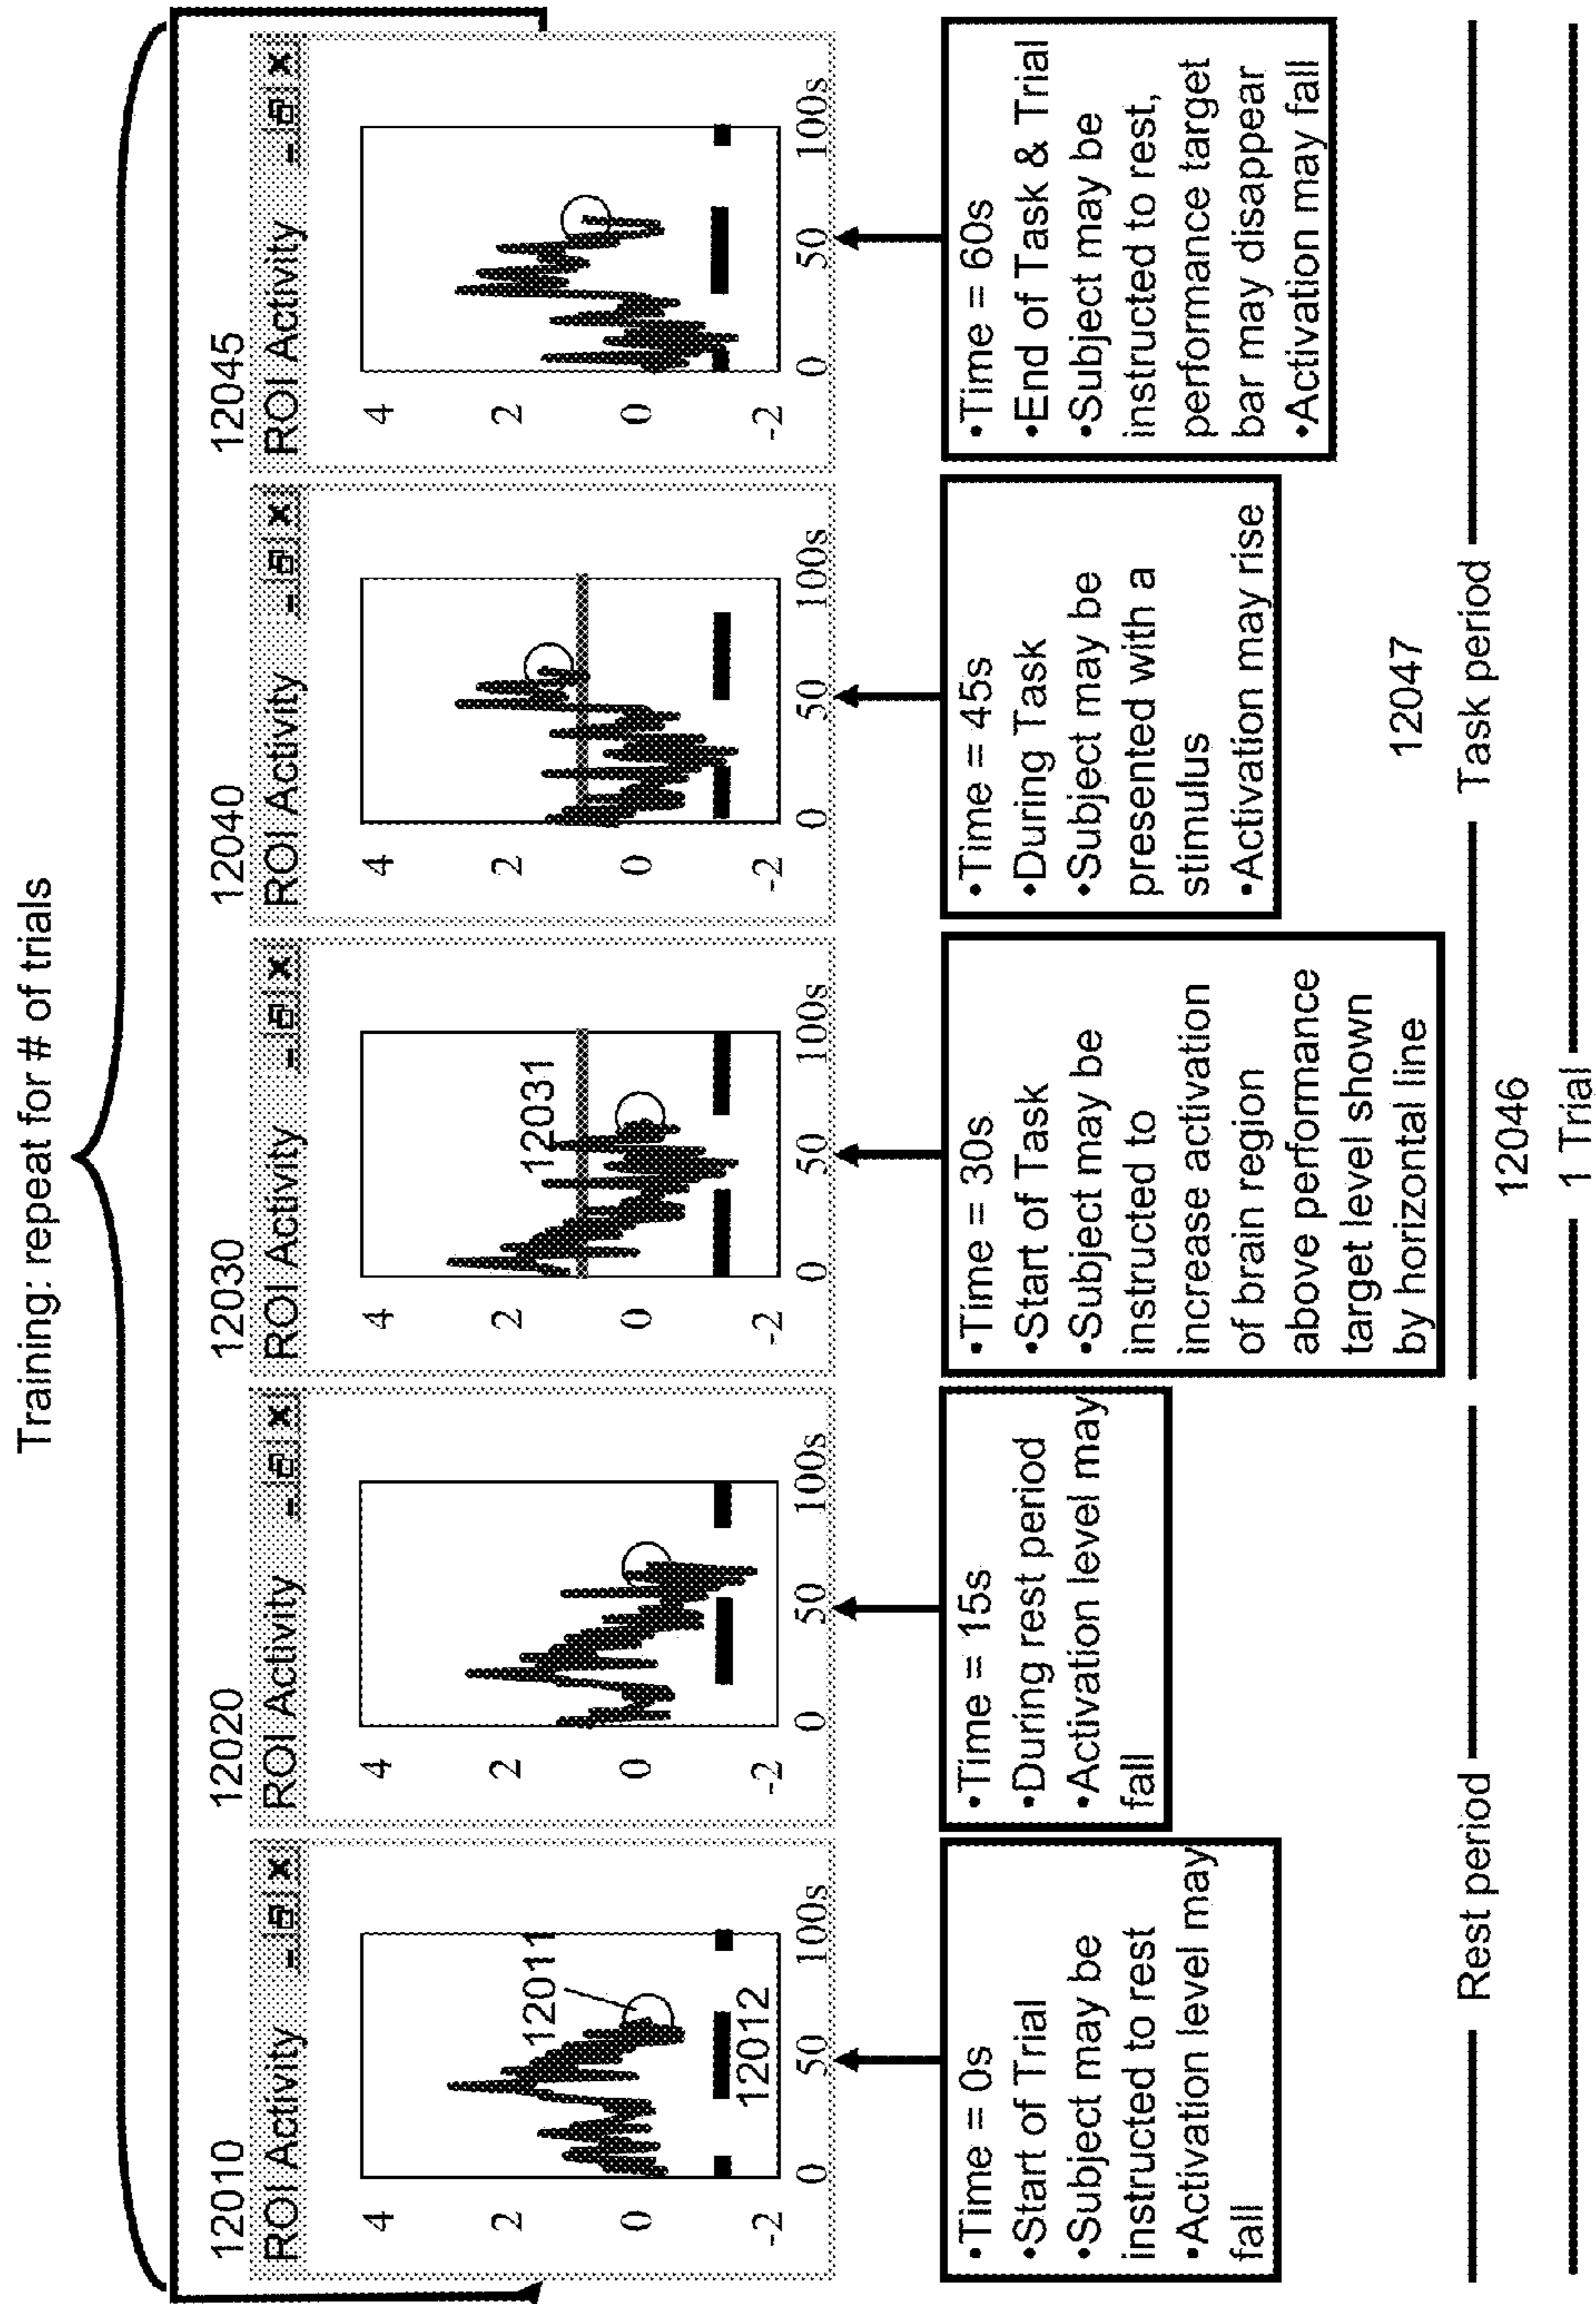 Training: repeat for # of trials
12010
ROI Activity
4
2
0
-2
0
50
100s
12011
12012
12020
ROI Activity
4
2
0
-2
0
50
100s
12030
ROI Activity
4
2
0
-2
0
50
100s
12031
12040
ROI Activity
4
2
0
-2
0
50
100s
12045
ROI Activity
4
2
0
-2
0
50
100s
•Time = 0s
•Start of Trial
•Subject may be
instructed to rest
•Activation level may
fall
•Time = 15s
•During rest period
•Activation level may
fall
•Time = 30s
•Start of Task
•Subject may be
instructed to
increase activation
of brain region
above performance
target level shown
by horizontal line
•Time = 45s
•During Task
•Subject may be
presented with a
stimulus
•Activation may rise
•Time = 60s
•End of Task & Trial
•Subject may be
instructed to rest,
performance target
bar may disappear
•Activation may fall
12047
Rest period
Task period
12046
1 Trial